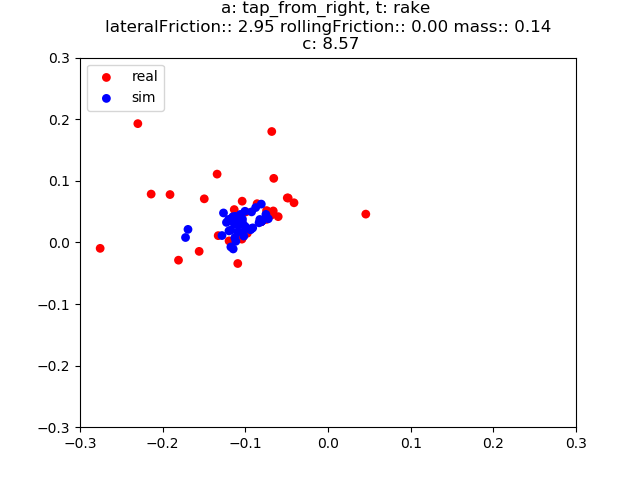 a: tap_from_right, t: rake
lateralFriction:: 2.95 rollingFriction:: 0.00 mass:: 0.14
c: 8.57
real
sim
0.3
0.2
0.1
0.0
−0.1
−0.2
−0.3
−0.3 −0.2 −0.1 0.0 0.1 0.2 0.3